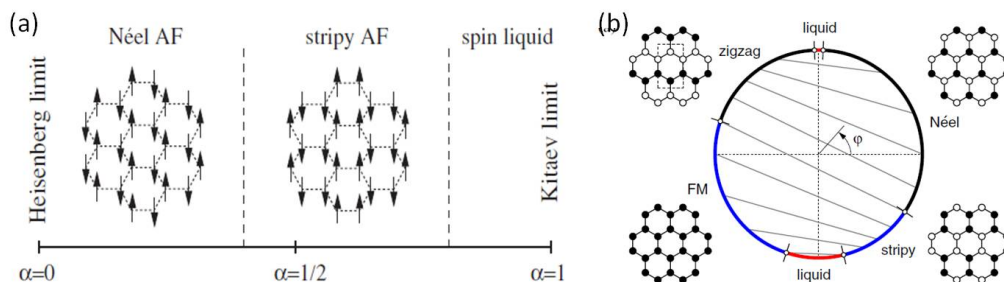 (a)
Néel AF
stripy AF
spin liquid
Heisenberg limit
Kitaev limit
α=0
α=1/2
α=1
(b)
liquid
zigzag
Néel
φ
FM
stripy
liquid